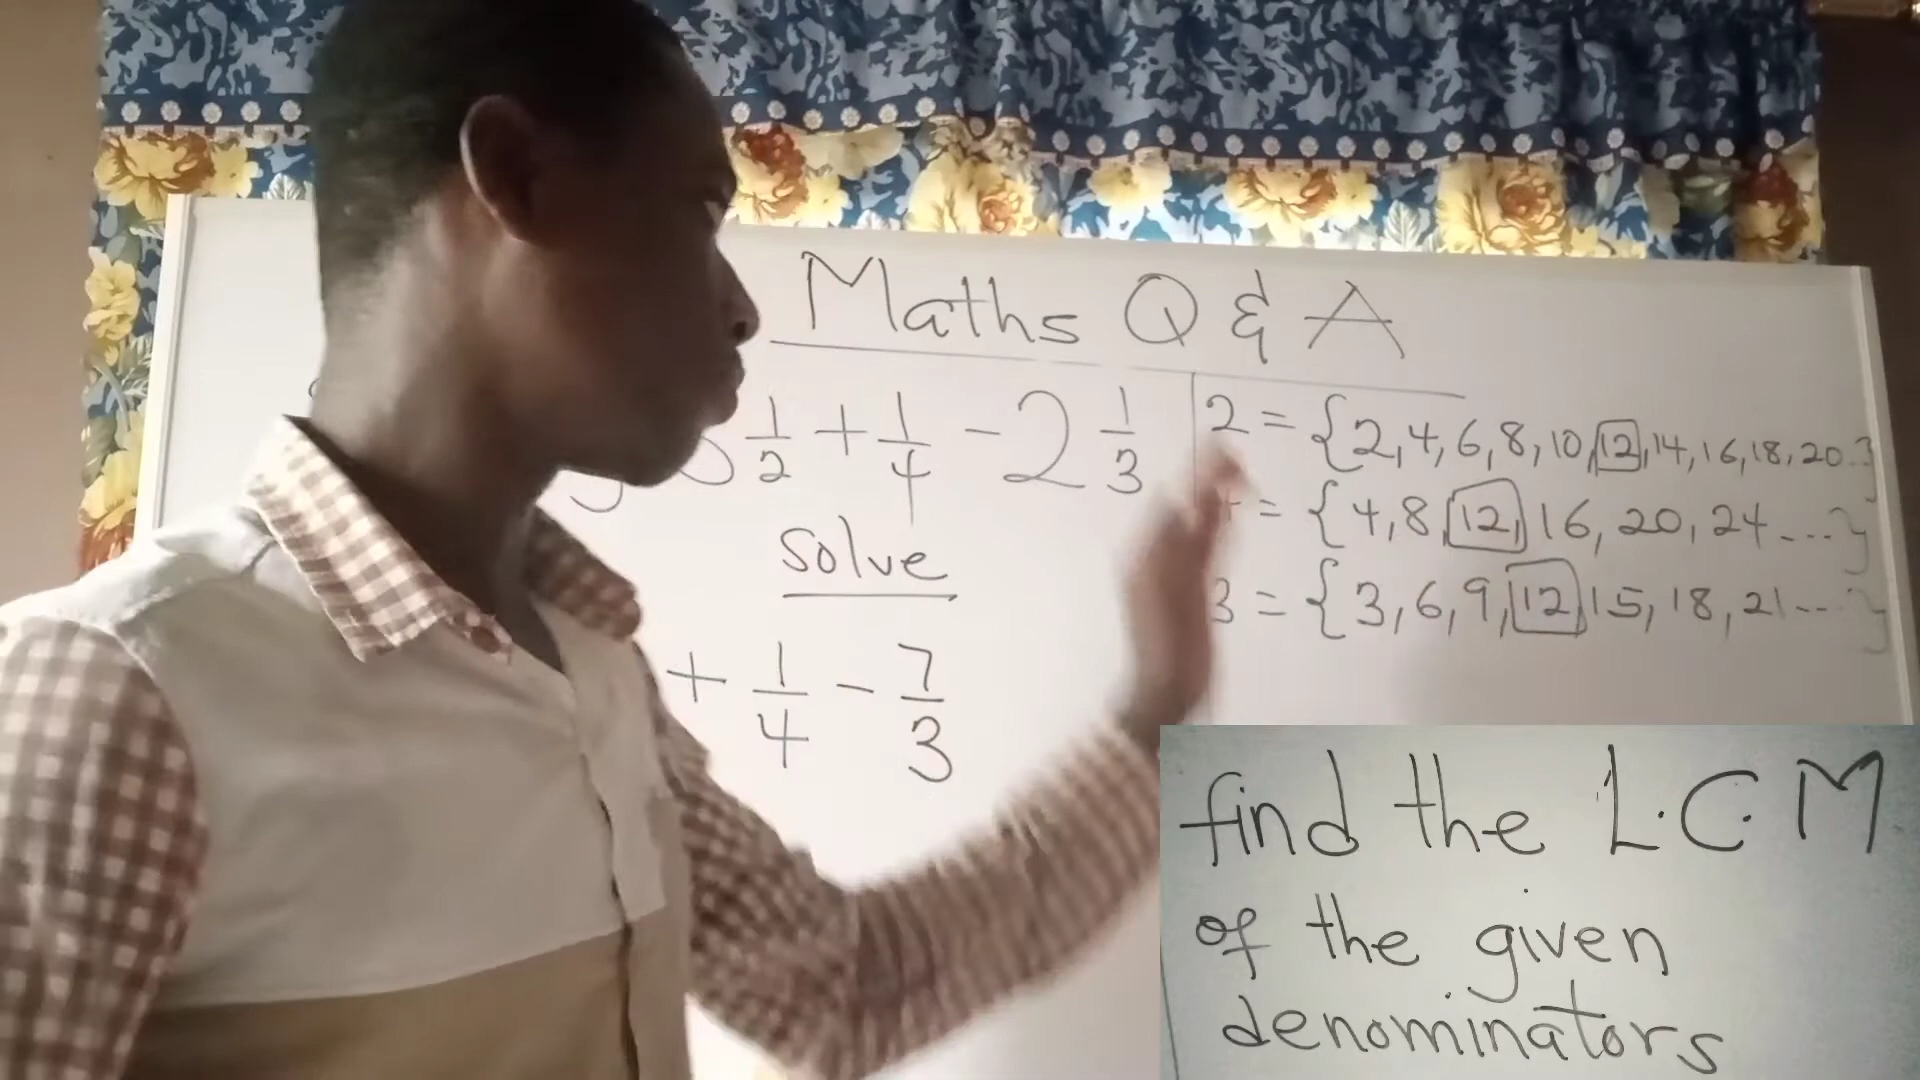 Maths Q & A
1/2 + 1/4 - 2 1/3
solve
+ 1/4 - 7/3
2 = {2,4,6,8,10,12,14,16,18,20..}
= {4,8,12,16,20,24....}
3 = {3,6,9,12,15,18,21....}
find the L.C.M
of the given
denominators